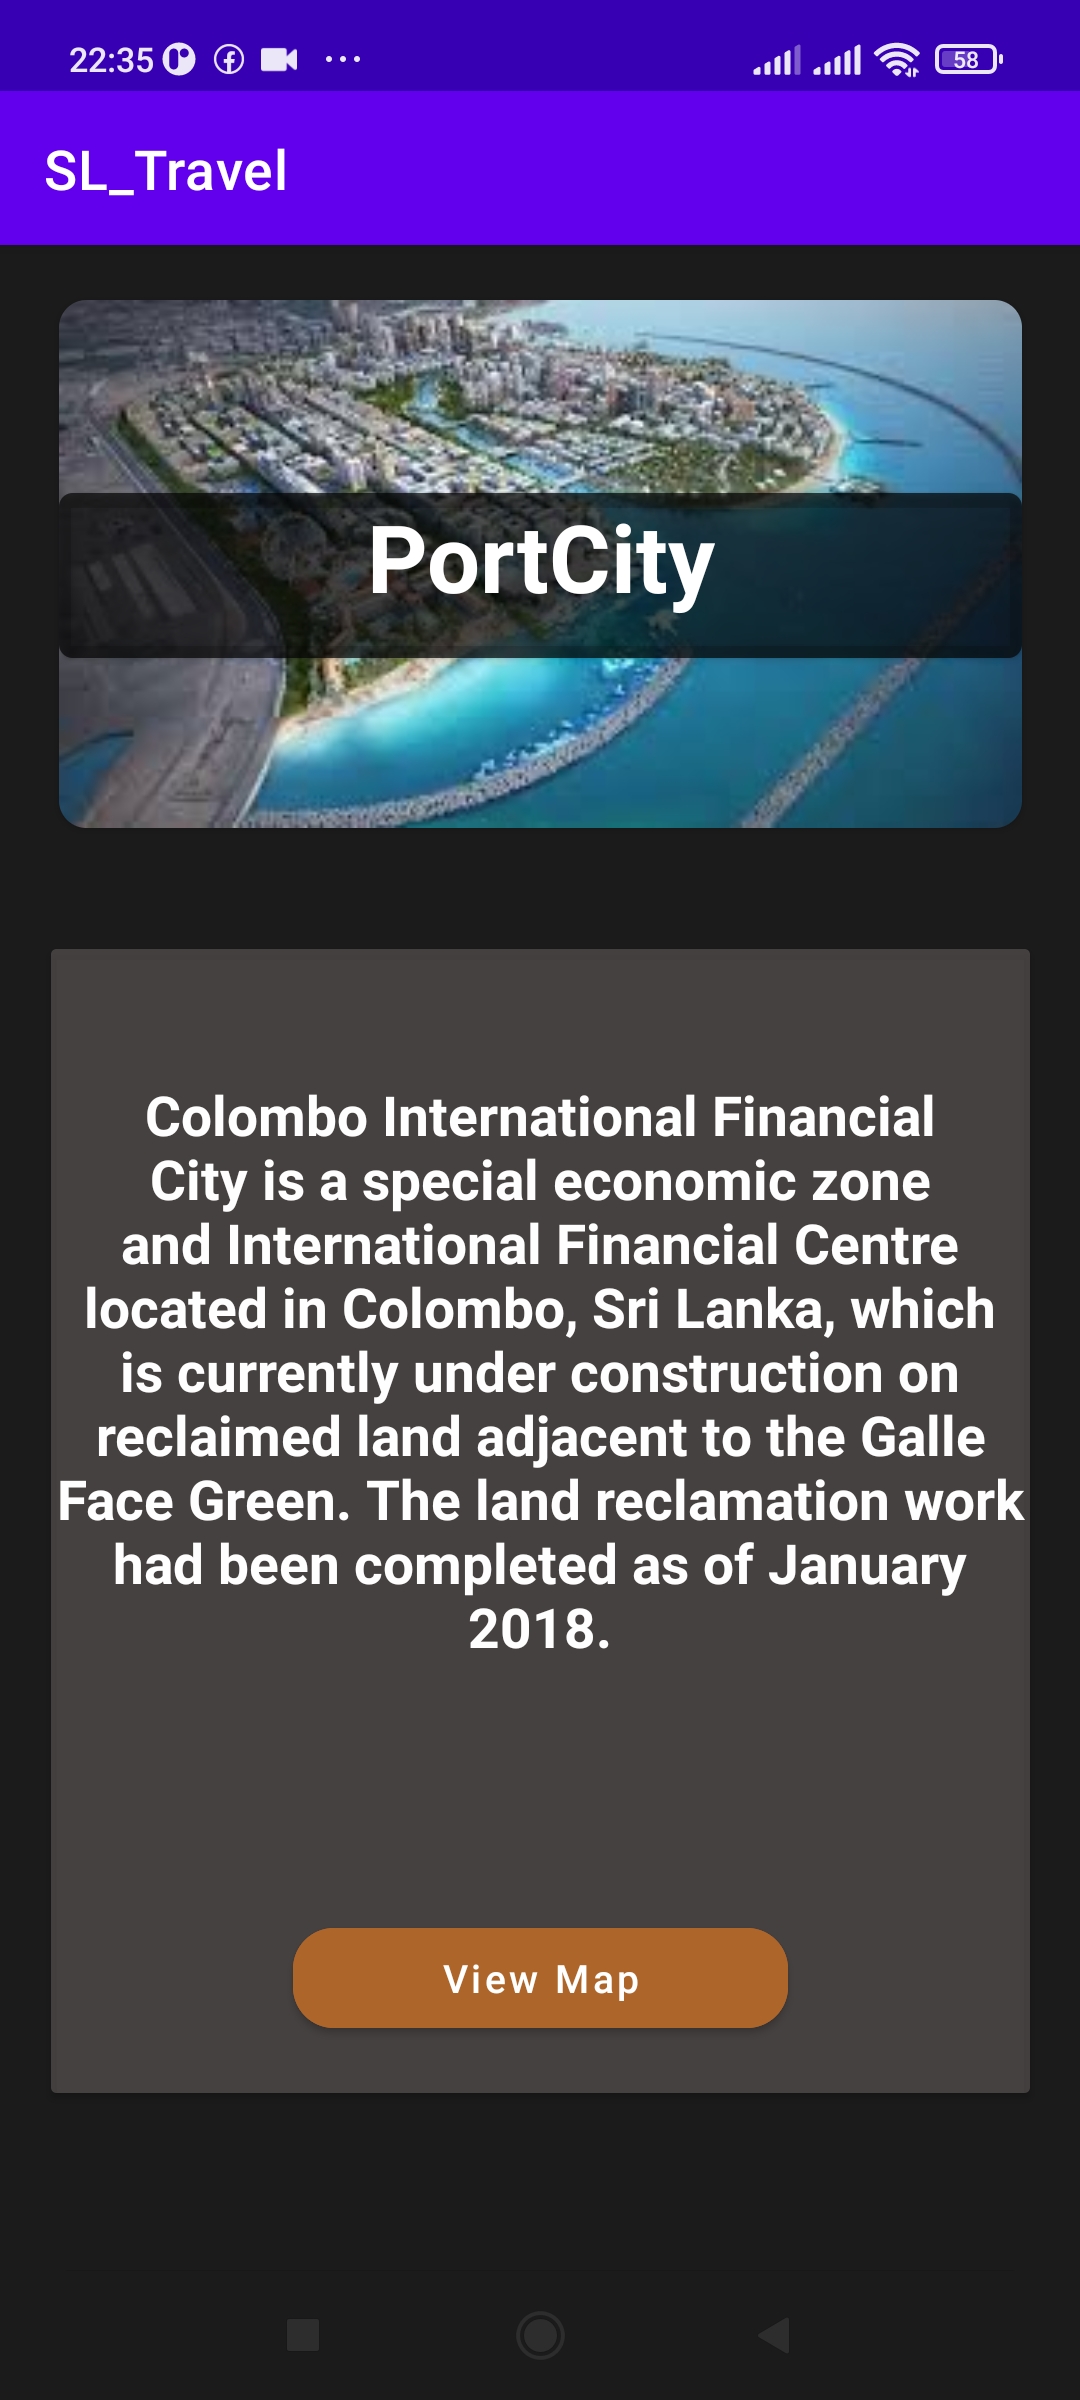 22:35
58
SL_Travel
PortCity
Colombo International Financial
City is a special economic zone
and International Financial Centre
located in Colombo, Sri Lanka, which
is currently under construction on
reclaimed land adjacent to the Galle
Face Green. The land reclamation work
had been completed as of January
2018.
View Map